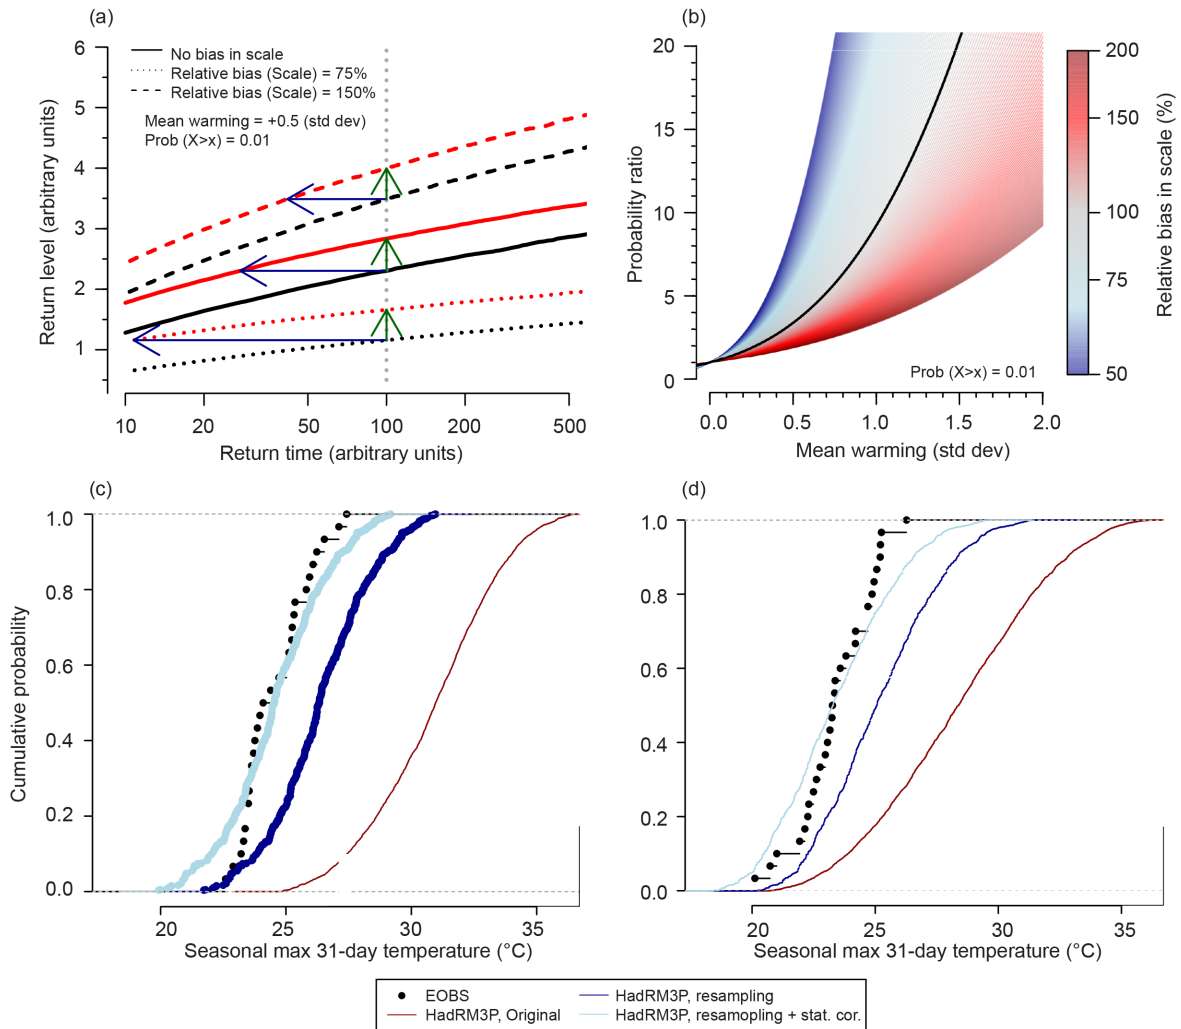 (a)
No bias in scale
Relative bias (Scale) = 75%
Relative bias (Scale) = 150%
Mean warming = +0.5 (std dev)
Prob (X>x) = 0.01
Return level (arbitrary units)
6
5
4
3
2
1
10 20 50 100 200 500
Return time (arbitrary units)
(b)
Probability ratio
20
15
10
5
0
Prob (X>x) = 0.01
0.0 0.5 1.0 1.5 2.0
Mean warming (std dev)
200
150
100
75
50
Relative bias in scale (%)
(c)
Cumulative probability
1.0
0.8
0.6
0.4
0.2
0.0
20 25 30 35
Seasonal max 31-day temperature (°C)
(d)
1.0
0.8
0.6
0.4
0.2
0.0
20 25 30 35
Seasonal max 31-day temperature (°C)
EOBS
HadRM3P, Original
HadRM3P, resampling
HadRM3P, resamopling + stat. cor.